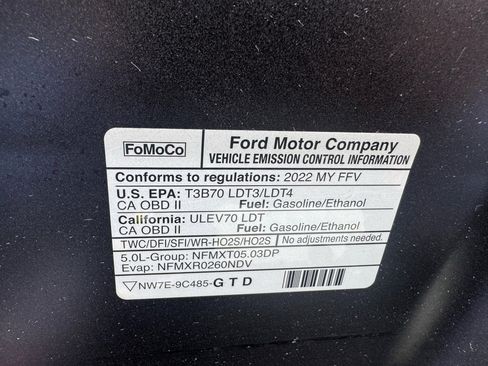 FoMoCo
Ford Motor Company
VEHICLE EMISSION CONTROL INFORMATION
Conforms to regulations: 2022 MY FFV
U.S. EPA: T3B70 LDT3/LDT4
CA OBD II Fuel: Gasoline/Ethanol
California: ULEV70 LDT
CA OBD II Fuel: Gasoline/Ethanol
TWC/DFI/SFI/WR-HO2S/HO2S No adjustments needed.
5.0L-Group: NFMXT05.03DP
Evap: NFMXR0260NDV
NW7E-9C485-GTD